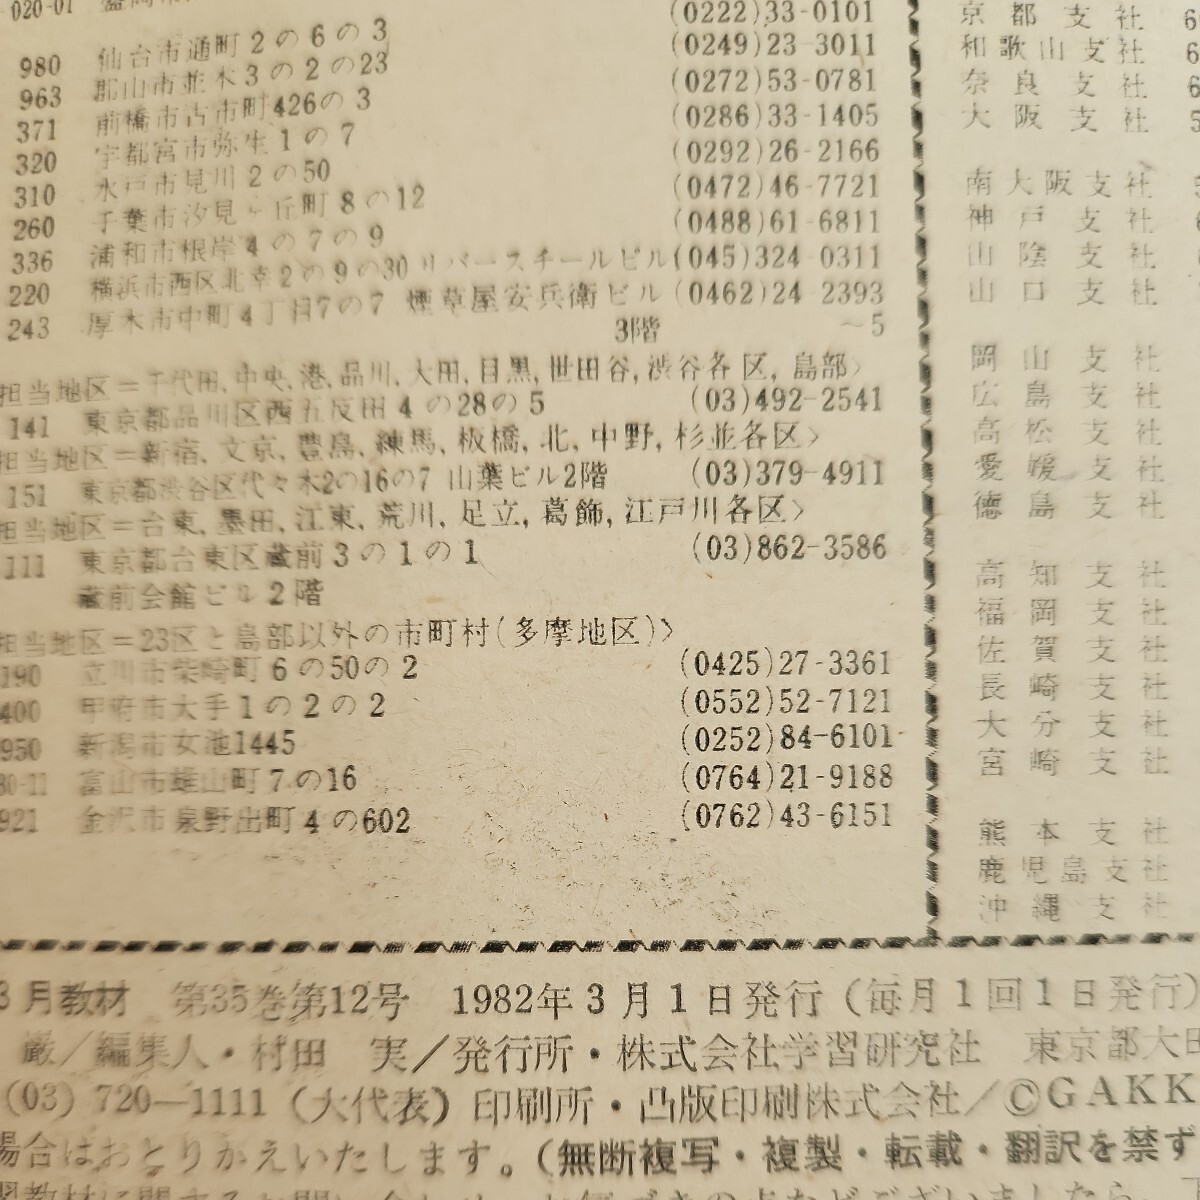 020-01
(0222)33-0101
980 仙台市通町2の6の3 (0249)23-3011
963 郡山市並木3の2の23 (0272)53-0781
371 前橋市古市町426の3 (0286)33-1405
320 宇都宮市弥生1の7 (0292)26-2166
310 水戸市見川2の50 (0472)46-7721
260 千葉市汐見ヶ丘町8の12 (0488)61-6811
336 浦和市根岸4の7の9
220 横浜市西区北幸2の9の30 リバースチールビル(045)324-0311
243 厚木市中町4丁目7の7 煙草屋安兵衛ビル(0462)24-2393
3階 ～5
担当地区＝千代田,中央,港,品川,大田,目黒,世田谷,渋谷各区,島部〉
141 東京都品川区西五反田4の28の5 (03)492-2541
担当地区＝新宿,文京,豊島,練馬,板橋,北,中野,杉並各区〉
151 東京都渋谷区代々木2の16の7 山葉ビル2階 (03)379-4911
担当地区＝台東,墨田,江東,荒川,足立,葛飾,江戸川各区〉
111 東京都台東区蔵前3の1の1 (03)862-3586
蔵前会館ビル2階
担当地区＝23区と島部以外の市町村(多摩地区)〉
190 立川市柴崎町6の50の2 (0425)27-3361
400 甲府市大手1の2の2 (0552)52-7121
950 新潟市女池1445 (0252)84-6101
30-11 富山市雄山町7の16 (0764)21-9188
921 金沢市泉野出町4の602 (0762)43-6151
京都支社 6
和歌山支社 6
奈良支社 6
大阪支社 5
南大阪支社
神戸支社
山陰支社
山口支社
岡山支社
広島支社
高松支社
愛媛支社
徳島支社
高知支社
福岡支社
佐賀支社
長崎支社
大分支社
宮崎支社
熊本支社
鹿児島支社
沖縄支社
3月教材 第35巻第12号 1982年3月1日発行(毎月1回1日発行)
厳／編集人・村田 実／発行所・株式会社学習研究社 東京都大田
(03) 720—1111 (大代表) 印刷所・凸版印刷株式会社／©GAKK
場合はおとりかえいたします。(無断複写・複製・転載・翻訳を禁ず